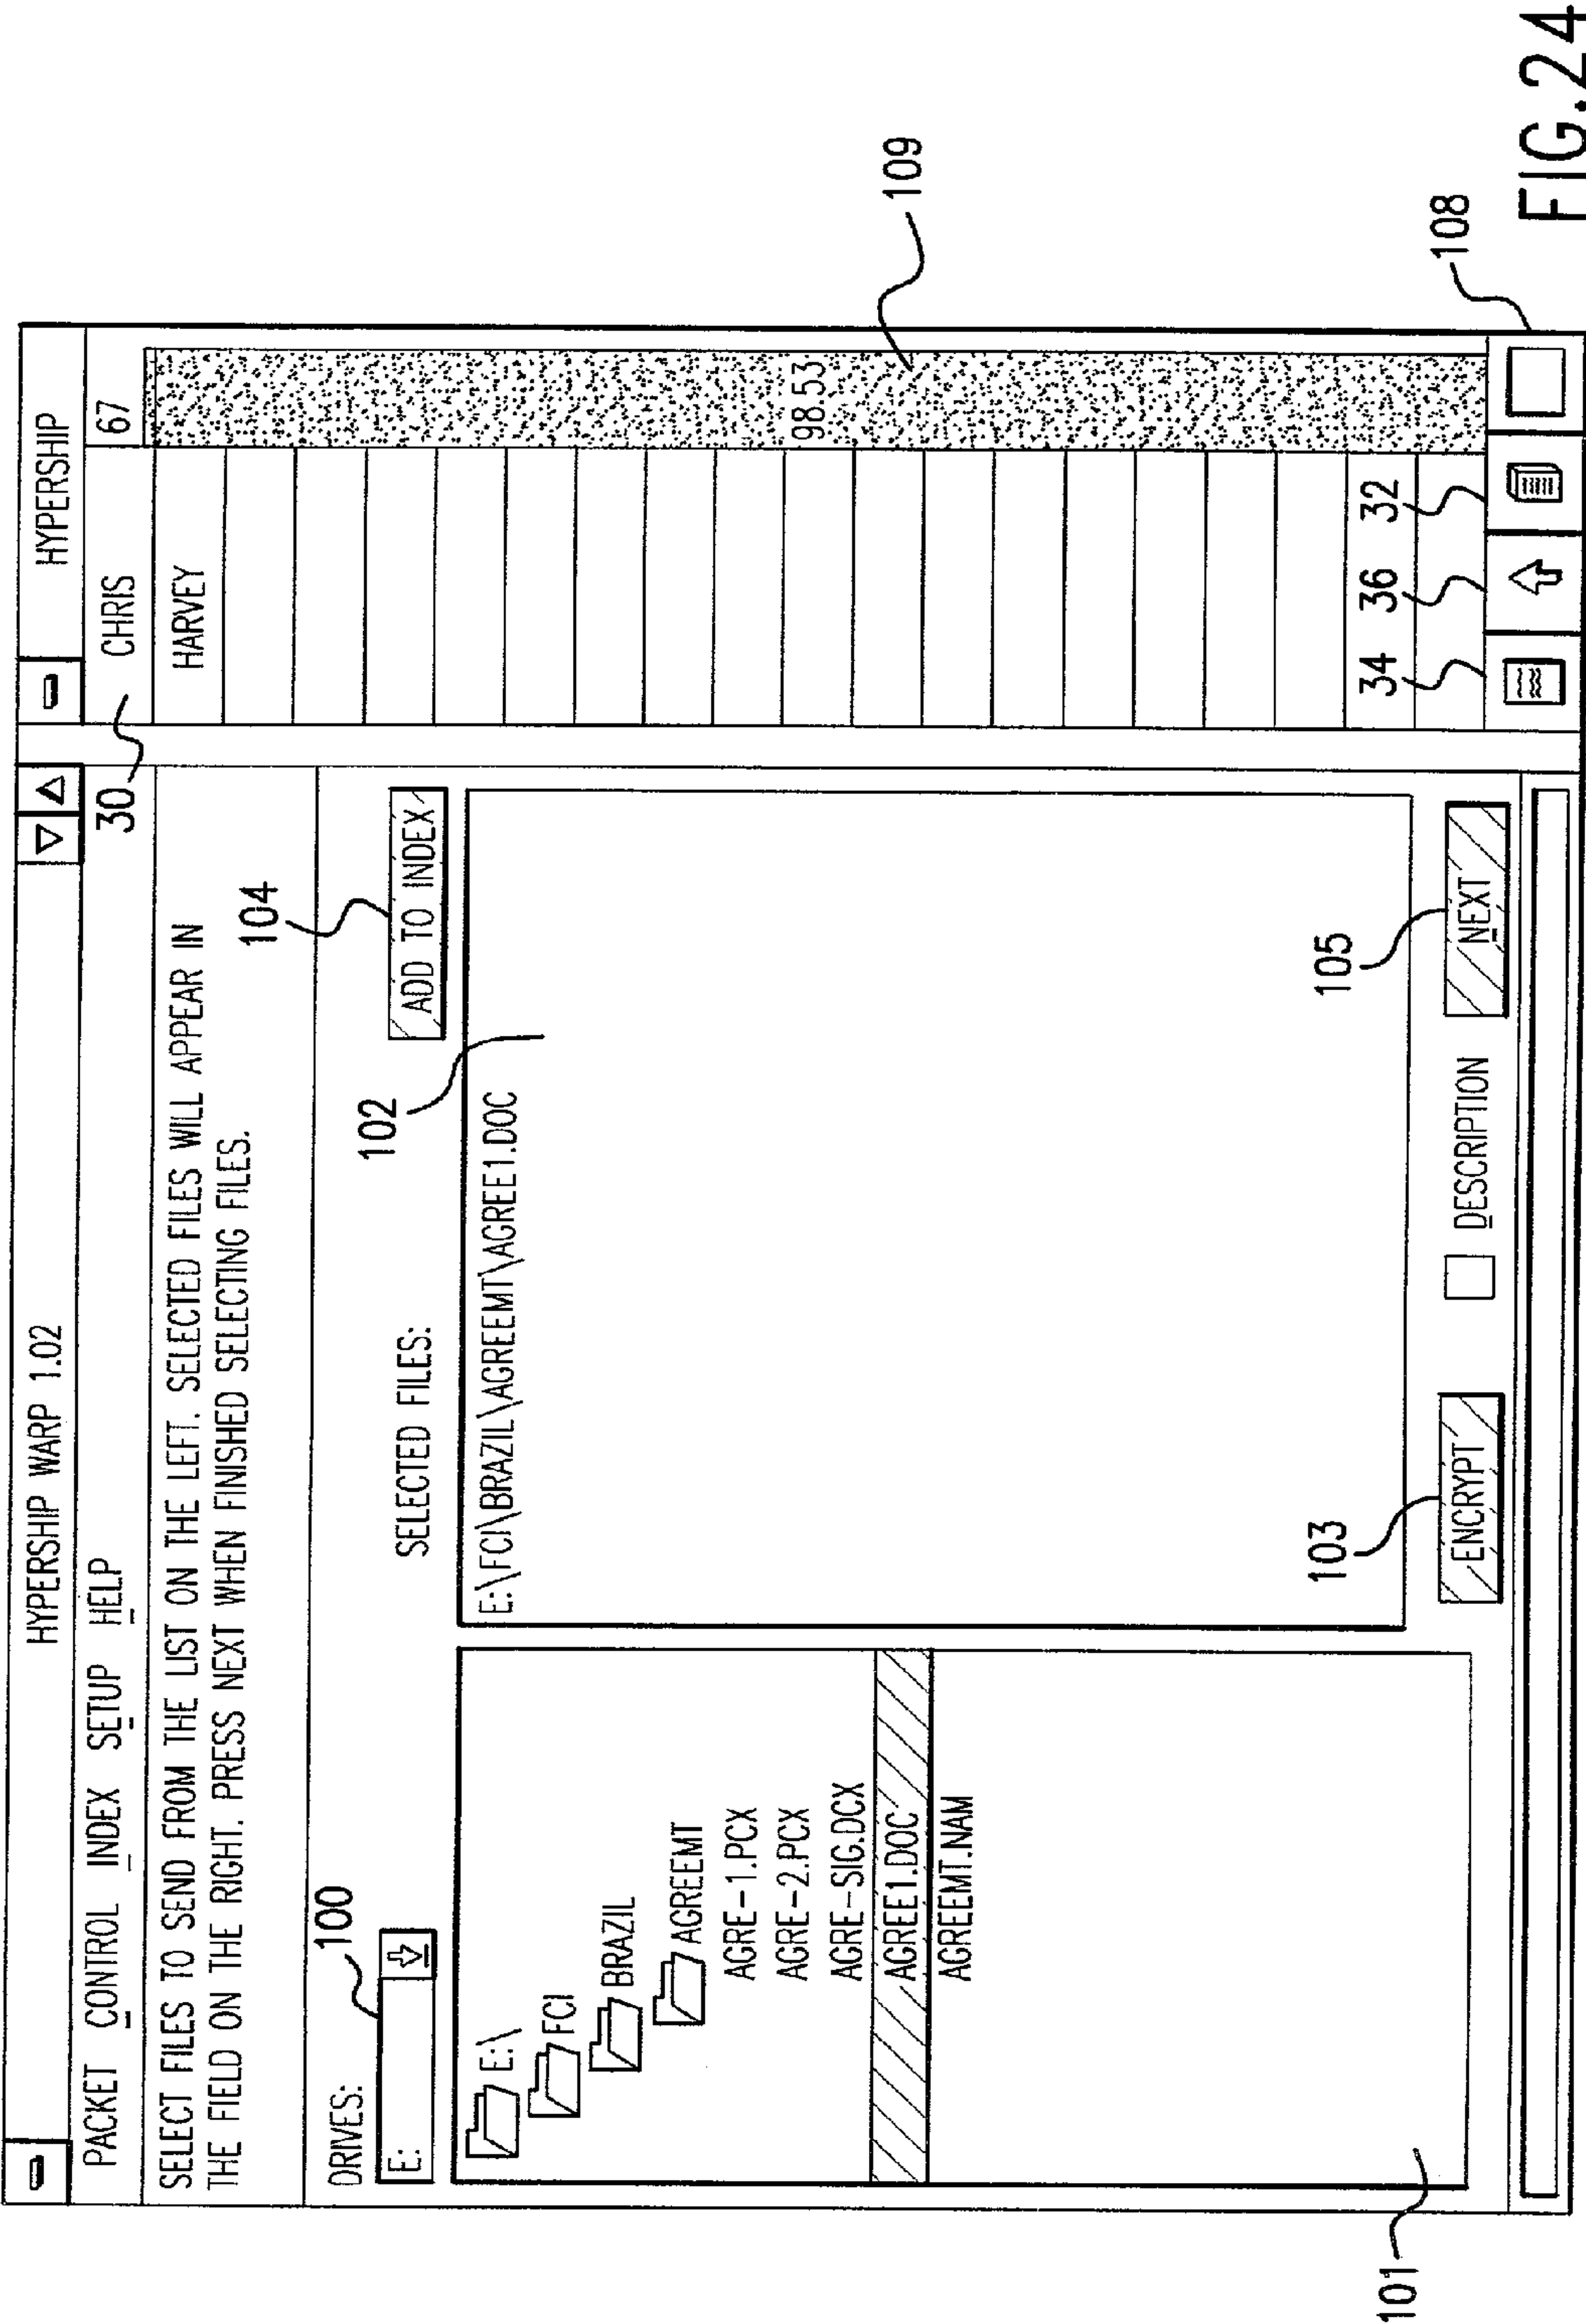 HYPERSHIP WARP 1.02
PACKET CONTROL INDEX SETUP HELP
30
SELECT FILES TO SEND FROM THE LIST ON THE LEFT. SELECTED FILES WILL APPEAR IN
THE FIELD ON THE RIGHT. PRESS NEXT WHEN FINISHED SELECTING FILES.
104
DRIVES:
100
E:
SELECTED FILES:
102
ADD TO INDEX
E:\
FCI
BRAZIL
AGREEMT
AGRE-1.PCX
AGRE-2.PCX
AGRE-SIG.DCX
AGREE1.DOC
AGREEMT.NAM
E:\FCI\BRAZIL\AGREEMT\AGREE1.DOC
101
103
105
ENCRYPT
DESCRIPTION
NEXT
HYPERSHIP
CHRIS
67
HARVEY
98 53
109
34
36
32
108
FIG.24